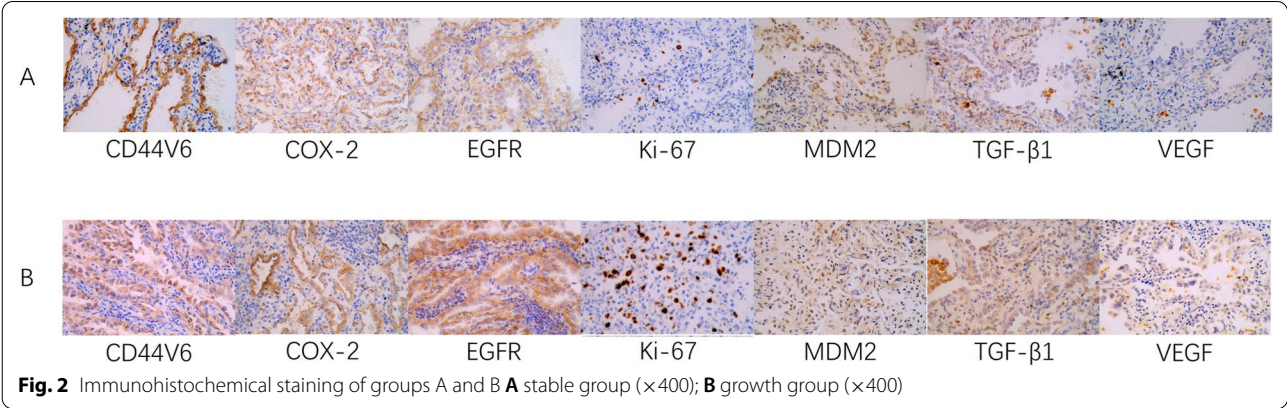 A
CD44V6 COX-2 EGFR Ki-67 MDM2 TGF-β1 VEGF
B
CD44V6 COX-2 EGFR Ki-67 MDM2 TGF-β1 VEGF
Fig. 2 Immunohistochemical staining of groups A and B A stable group (×400); B growth group (×400)